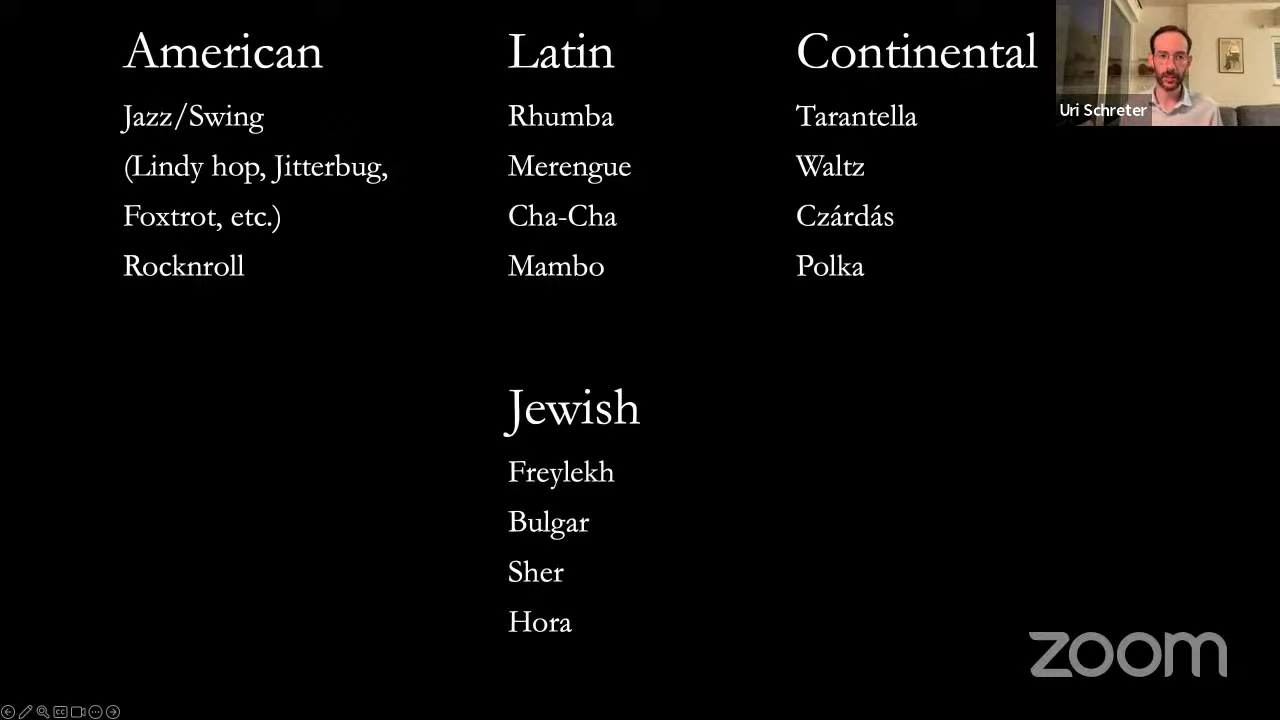 American
Jazz/Swing
(Lindy hop, Jitterbug,
Foxtrot, etc.)
Rocknroll
Latin
Rhumba
Merengue
Cha-Cha
Mambo
Continental
Tarantella
Waltz
Czárdás
Polka
Uri Schreter
Jewish
Freylekh
Bulgar
Sher
Hora
zoom
CC